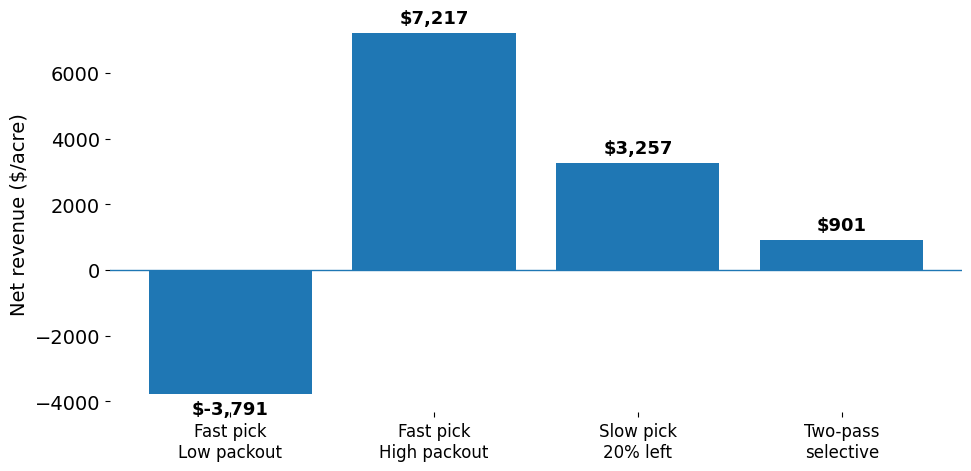 $7,217
6000
4000
$3,257
2000
$901
0
−2000
−4000
Net revenue ($/acre)
$-3,791
Fast pick
Low packout
Fast pick
High packout
Slow pick
20% left
Two-pass
selective